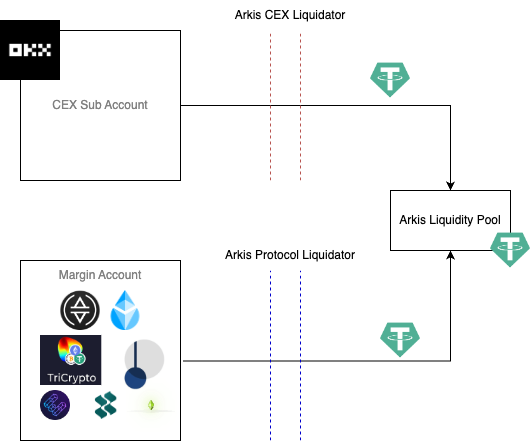 Arkis CEX Liquidator
OKX
CEX Sub Account
Arkis Liquidity Pool
Arkis Protocol Liquidator
Margin Account
TriCrypto